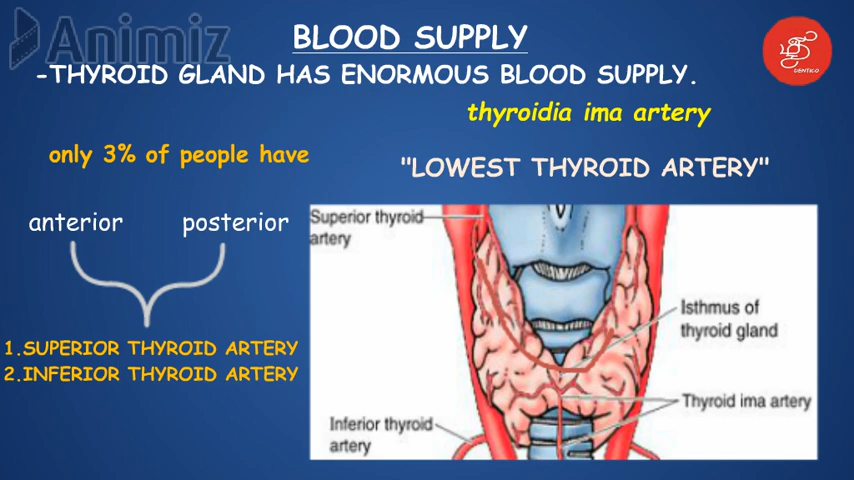 Animiz
BLOOD SUPPLY
-THYROID GLAND HAS ENORMOUS BLOOD SUPPLY.
DENTICO
thyroidia ima artery
only 3% of people have
"LOWEST THYROID ARTERY"
anterior posterior
1.SUPERIOR THYROID ARTERY
2.INFERIOR THYROID ARTERY
Superior thyroid
artery
Isthmus of
thyroid gland
Thyroid ima artery
Inferior thyroid
artery